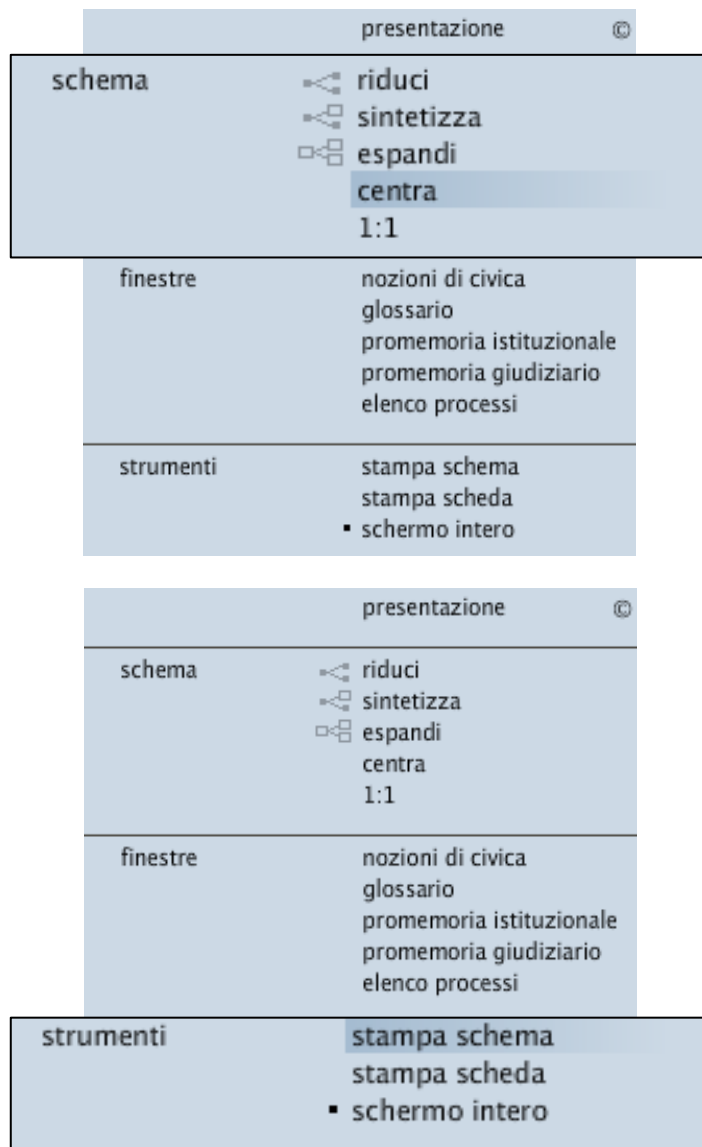 presentazione ©
schema riduci
sintetizza
espandi
centra
1:1
finestre nozioni di civica
glossario
promemoria istituzionale
promemoria giudiziario
elenco processi
strumenti stampa schema
stampa scheda
▪ schermo intero
presentazione ©
schema riduci
sintetizza
espandi
centra
1:1
finestre nozioni di civica
glossario
promemoria istituzionale
promemoria giudiziario
elenco processi
strumenti stampa schema
stampa scheda
▪ schermo intero